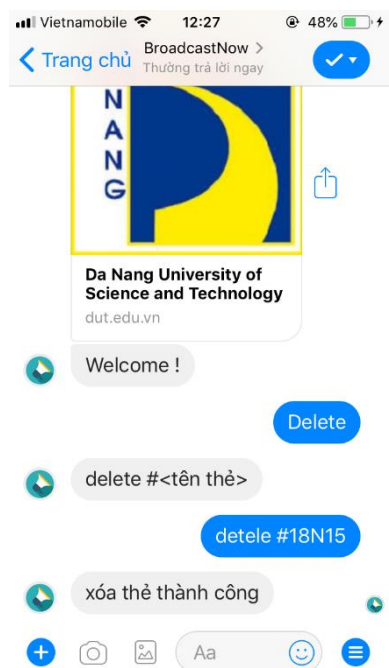 Vietnamobile 12:27 48%
Trang chủ BroadcastNow >
Thường trả lời ngay
N
A
N
G
Da Nang University of
Science and Technology
dut.edu.vn
Welcome !
Delete
delete #<tên thẻ>
detele #18N15
xóa thẻ thành công
Aa